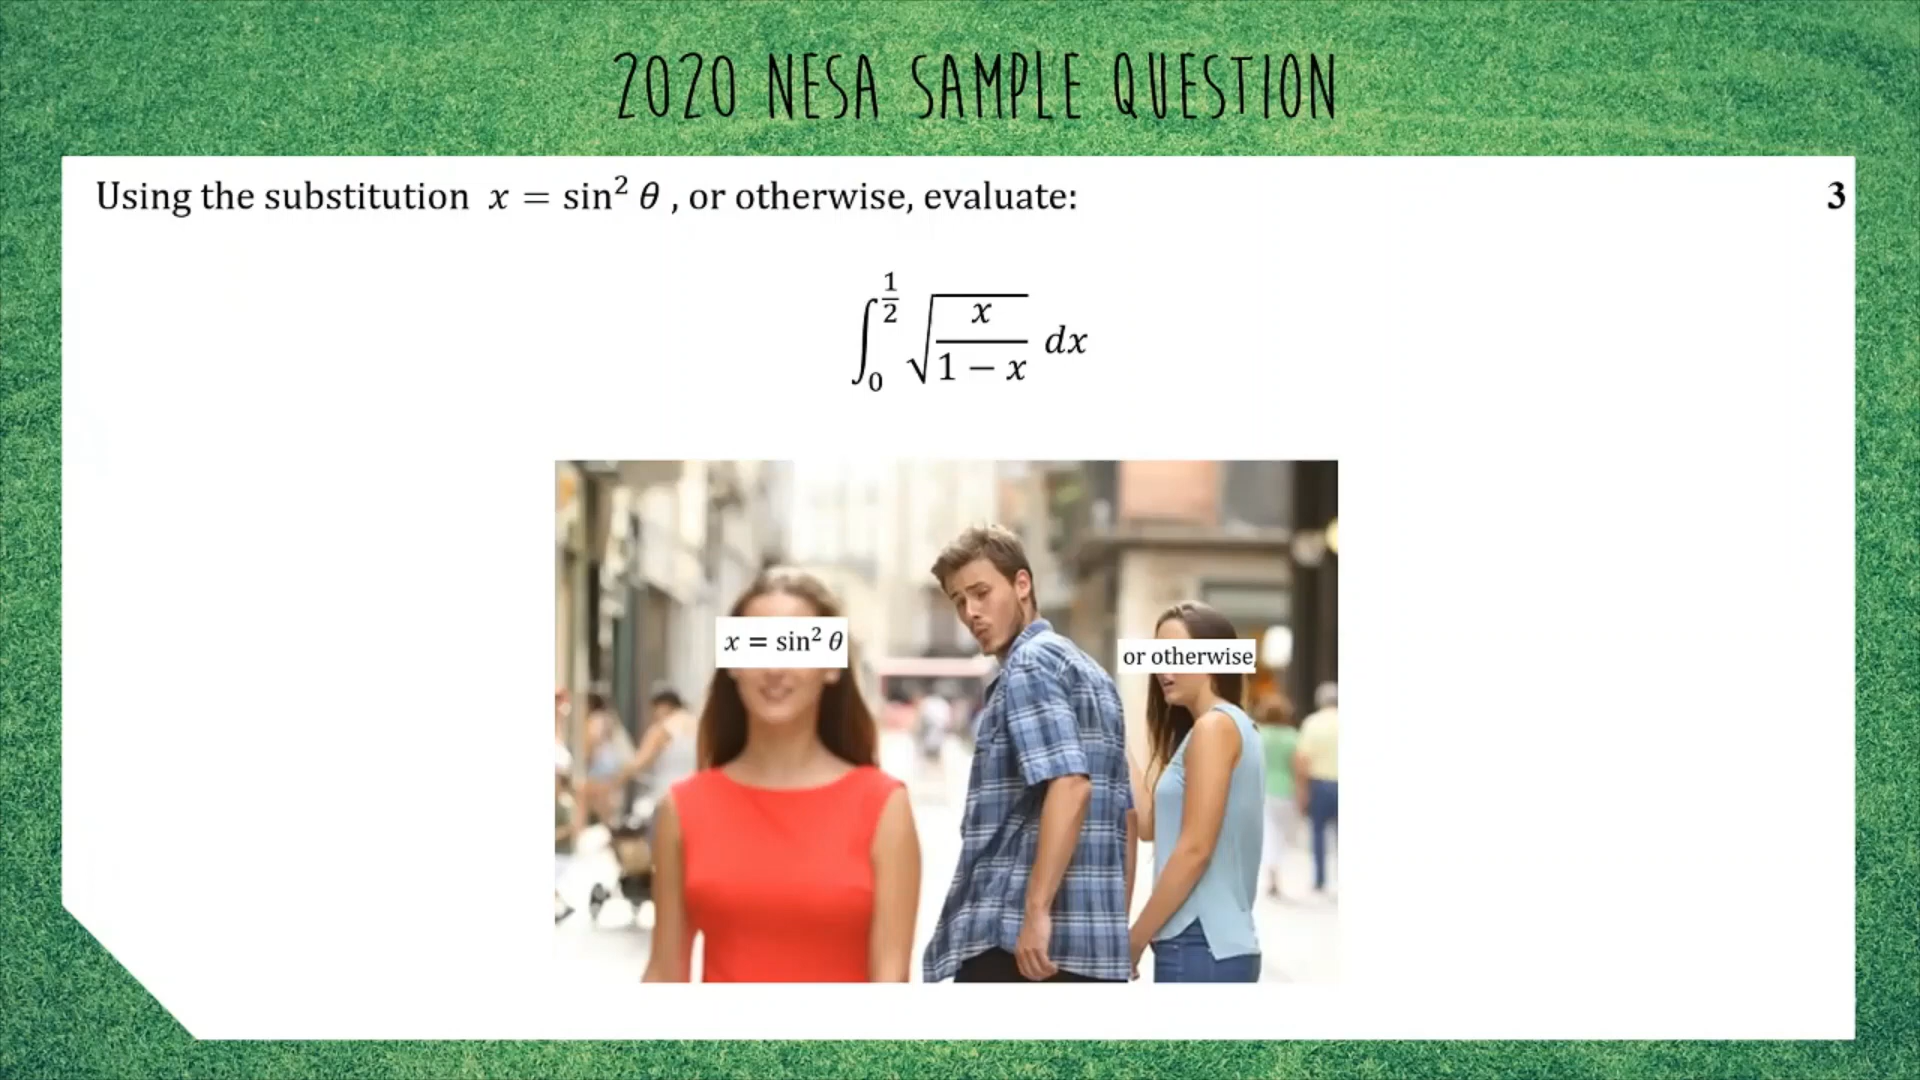 2020 NESA SAMPLE QUESTION
Using the substitution x = sin² θ , or otherwise, evaluate: 3
∫₀^{1/2} √(x/(1 − x)) dx
x = sin² θ
or otherwise,